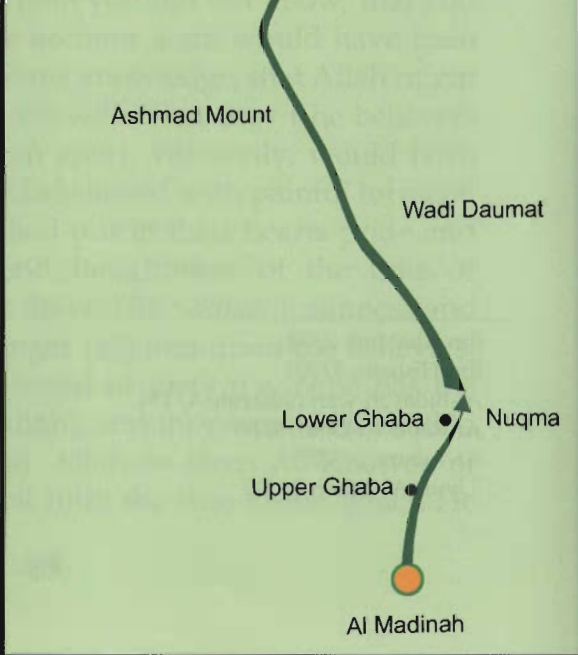 Ashmad Mount
Wadi Daumat
Lower Ghaba
Nuqma
Upper Ghaba
Al Madinah